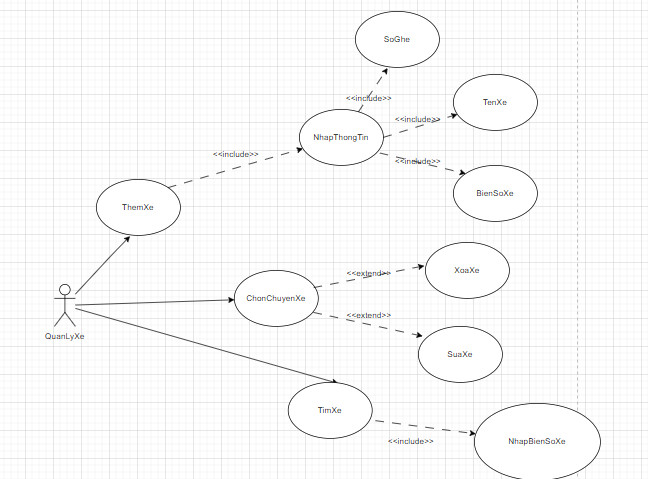 SoGhe
<<include>>
TenXe
<<include>>
NhapThongTin
<<include>>
<<include>>
BienSoXe
ThemXe
<<extend>>
XoaXe
ChonChuyenXe
<<extend>>
QuanLyXe
SuaXe
TimXe
<<include>>
NhapBienSoXe